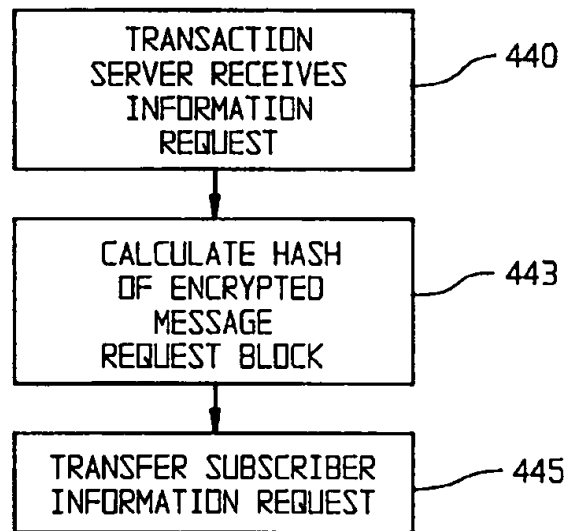 TRANSACTION
SERVER RECEIVES
INFORMATION
REQUEST
440
CALCULATE HASH
OF ENCRYPTED
MESSAGE
REQUEST BLOCK
443
TRANSFER SUBSCRIBER
INFORMATION REQUEST
445